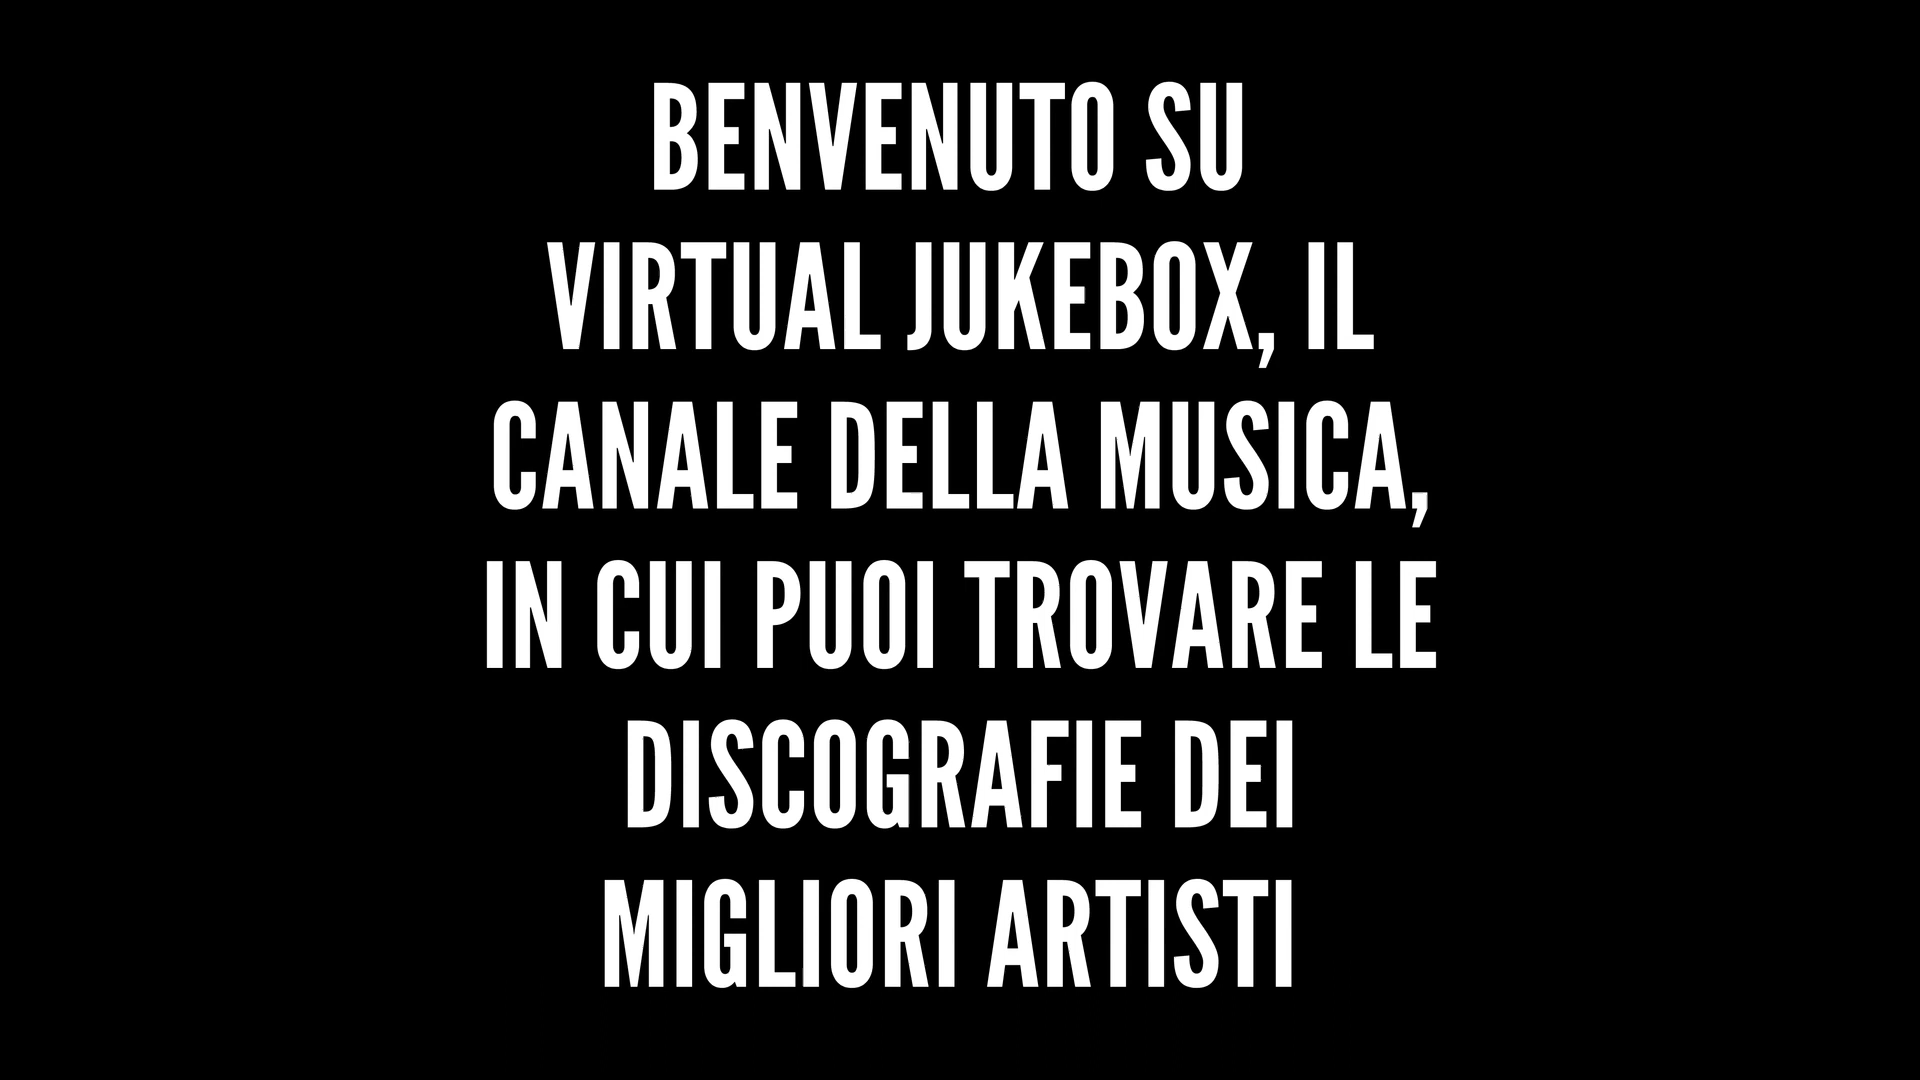 BENVENUTO SU
VIRTUAL JUKEBOX, IL
CANALE DELLA MUSICA,
IN CUI PUOI TROVARE LE
DISCOGRAFIE DEI
MIGLIORI ARTISTI